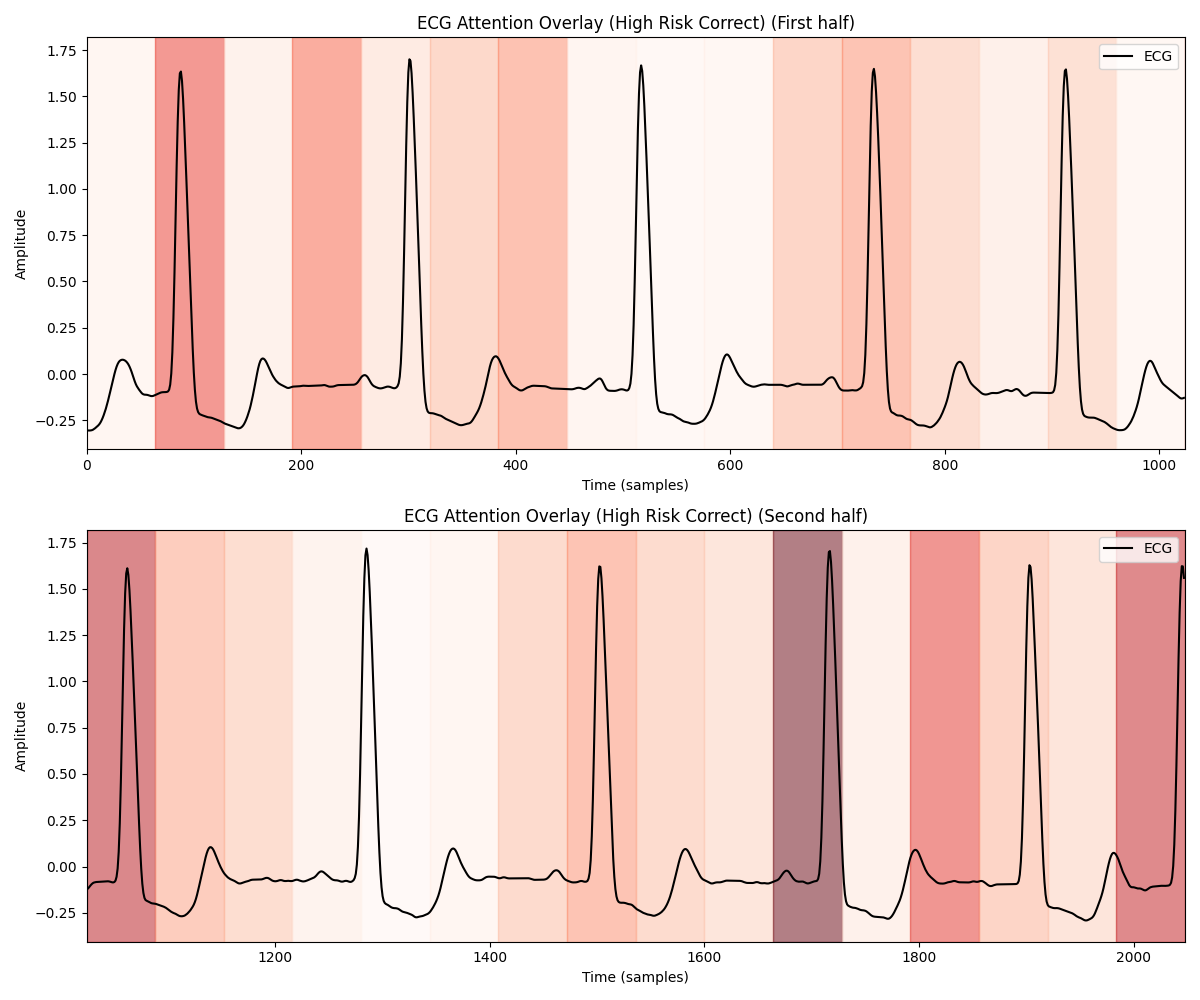 ECG Attention Overlay (High Risk Correct) (First half)
ECG
Amplitude
1.75
1.50
1.25
1.00
0.75
0.50
0.25
0.00
−0.25
0 200 400 600 800 1000
Time (samples)
ECG Attention Overlay (High Risk Correct) (Second half)
ECG
Amplitude
1.75
1.50
1.25
1.00
0.75
0.50
0.25
0.00
−0.25
1200 1400 1600 1800 2000
Time (samples)